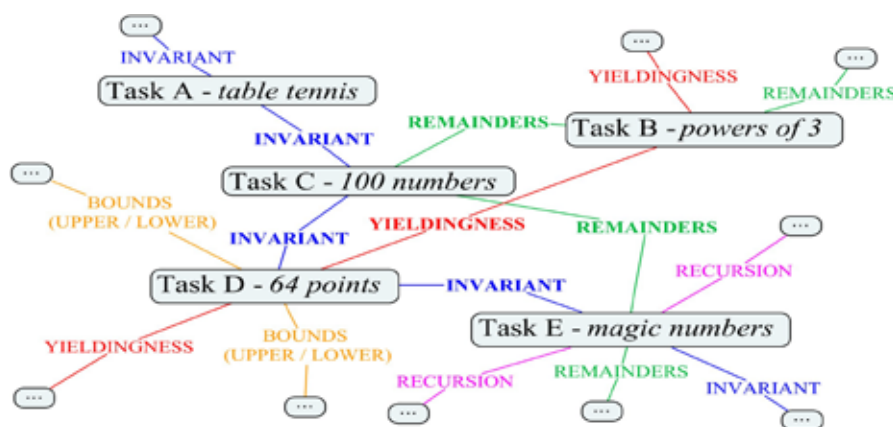 ...
INVARIANT
Task A - table tennis
...
YIELDINGNESS
...
REMAINDERS
INVARIANT
REMAINDERS
Task B - powers of 3
...
Task C - 100 numbers
BOUNDS
(UPPER / LOWER)
YIELDINGNESS
INVARIANT
REMAINDERS
...
RECURSION
Task D - 64 points
INVARIANT
Task E - magic numbers
YIELDINGNESS
BOUNDS
(UPPER / LOWER)
RECURSION
REMAINDERS
INVARIANT
...
...
...
...
...